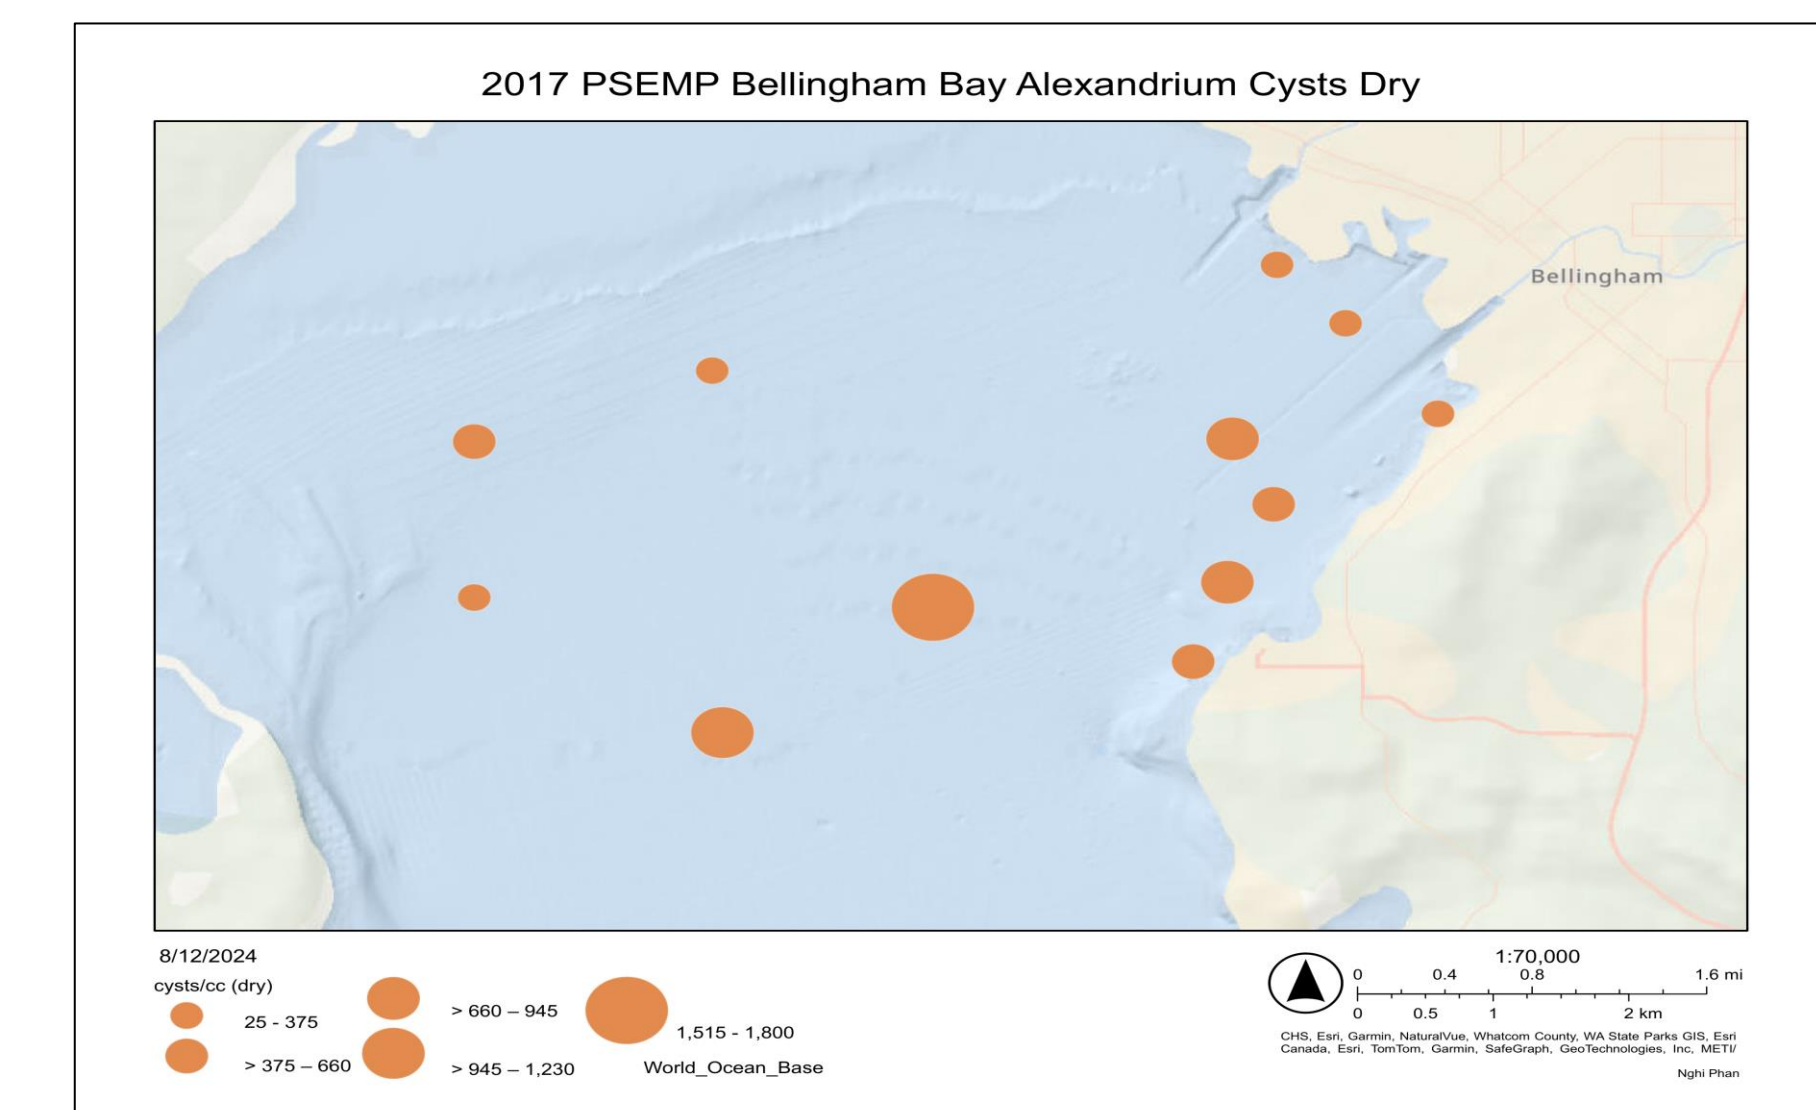 2017 PSEMP Bellingham Bay Alexandrium Cysts Dry
Bellingham
8/12/2024
cysts/cc (dry)
25 - 375
> 375 – 660
> 660 – 945
> 945 – 1,230
1,515 - 1,800
World_Ocean_Base
1:70,000
0 0.4 0.8 1.6 mi
0 0.5 1 2 km
CHS, Esri, Garmin, NaturalVue, Whatcom County, WA State Parks GIS, Esri
Canada, Esri, TomTom, Garmin, SafeGraph, GeoTechnologies, Inc, METI/
Nghi Phan